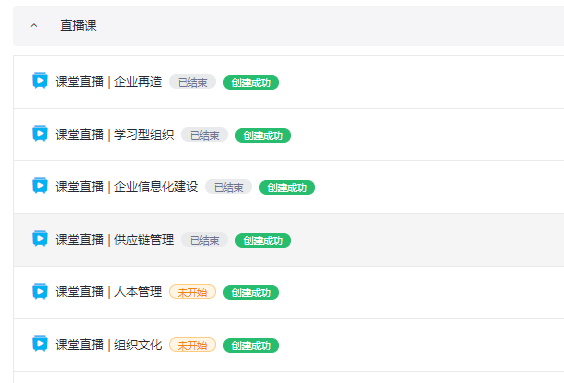 直播课
课堂直播 | 企业再造 已结束 创建成功
课堂直播 | 学习型组织 已结束 创建成功
课堂直播 | 企业信息化建设 已结束 创建成功
课堂直播 | 供应链管理 已结束 创建成功
课堂直播 | 人本管理 未开始 创建成功
课堂直播 | 组织文化 未开始 创建成功